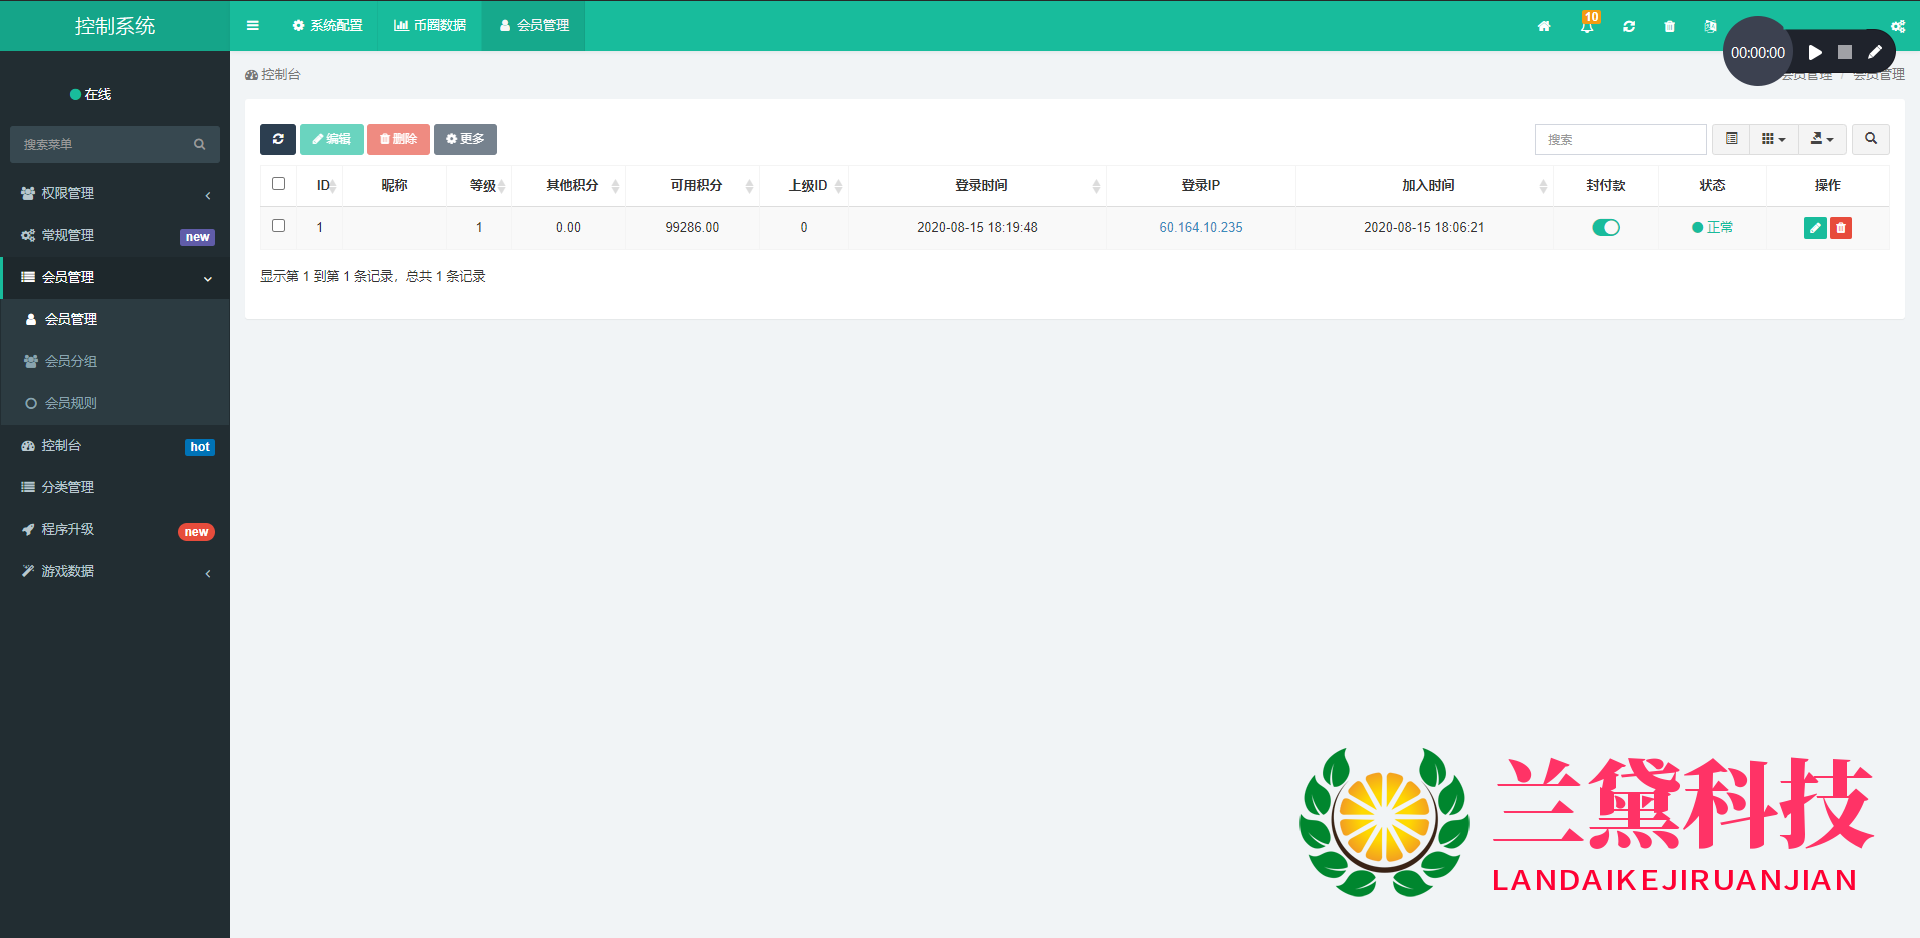 控制系统
系统配置
币圈数据
会员管理
10
00:00:00
在线
控制台
会员管理 / 会员管理
搜索菜单
编辑
删除
更多
搜索
权限管理
常规管理 new
会员管理
会员管理
会员分组
会员规则
控制台 hot
分类管理
程序升级 new
游戏数据
ID 昵称 等级 其他积分 可用积分 上级ID 登录时间 登录IP 加入时间 封付款 状态 操作
1 1 0.00 99286.00 0 2020-08-15 18:19:48 60.164.10.235 2020-08-15 18:06:21 正常
显示第 1 到第 1 条记录，总共 1 条记录
兰黛科技
LANDAIKEJIRUANJIAN